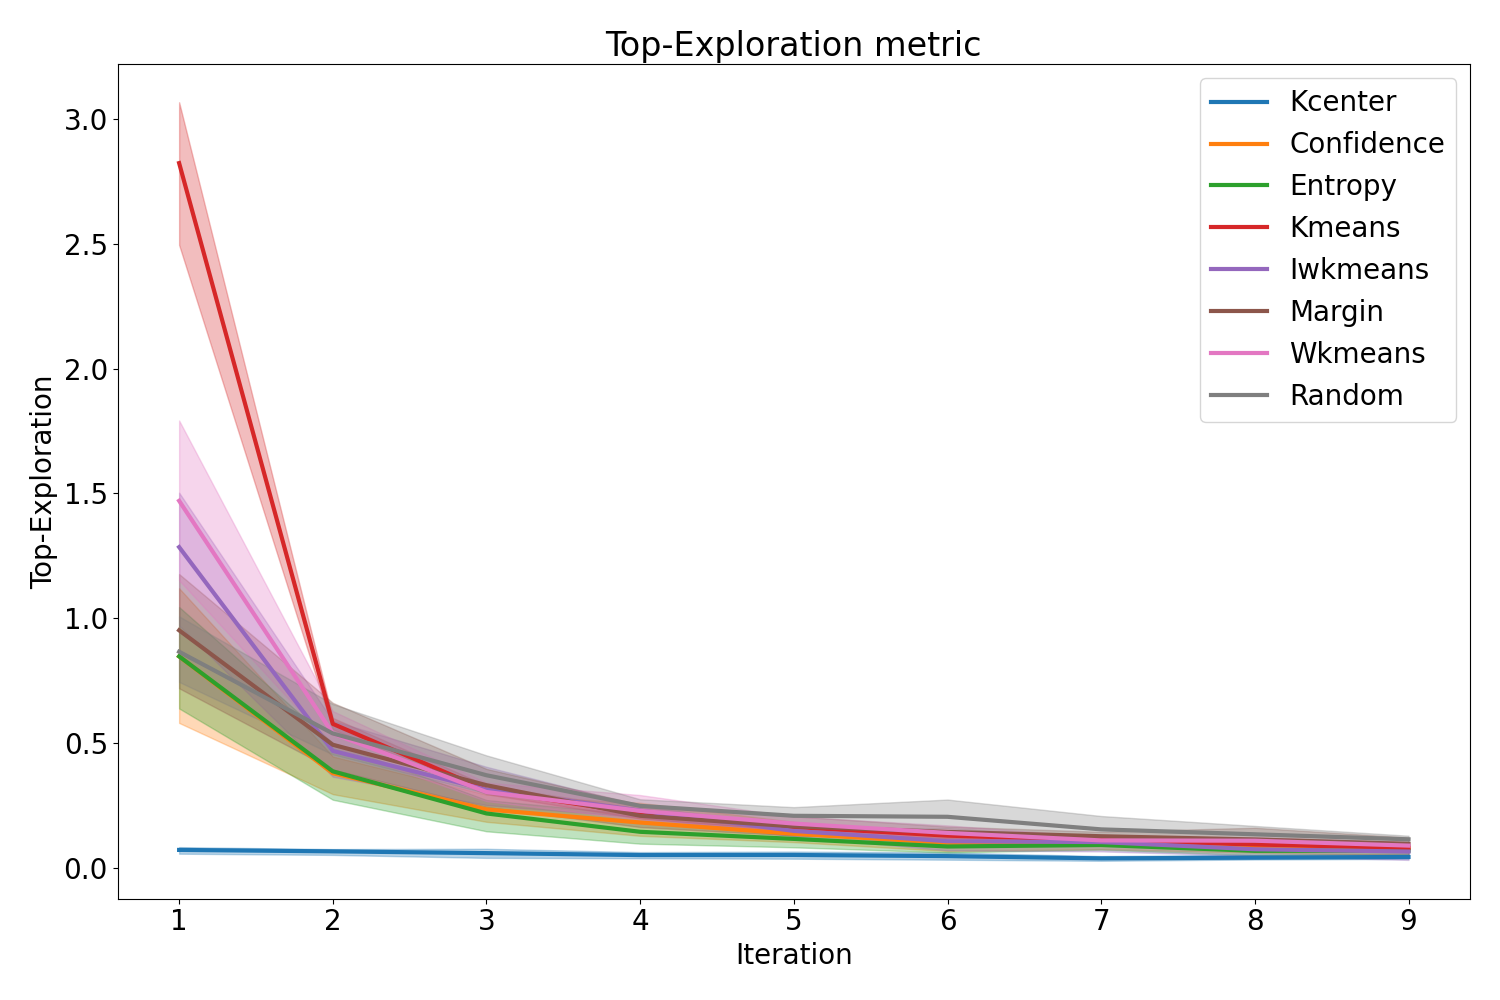 Top-Exploration metric
Top-Exploration
3.0
2.5
2.0
1.5
1.0
0.5
0.0
1 2 3 4 5 6 7 8 9
Iteration
Kcenter
Confidence
Entropy
Kmeans
Iwkmeans
Margin
Wkmeans
Random